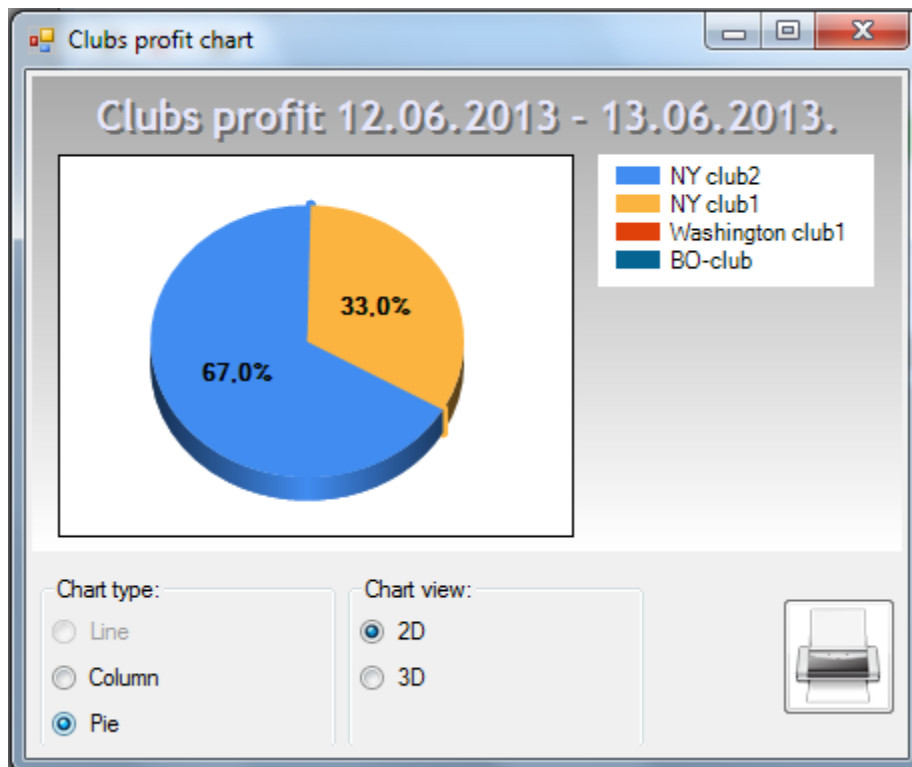 Clubs profit chart
Clubs profit 12.06.2013 - 13.06.2013.
NY club2
NY club1
Washington club1
BO-club
33,0%
67,0%
Chart type:
Line
Column
Pie
Chart view:
2D
3D